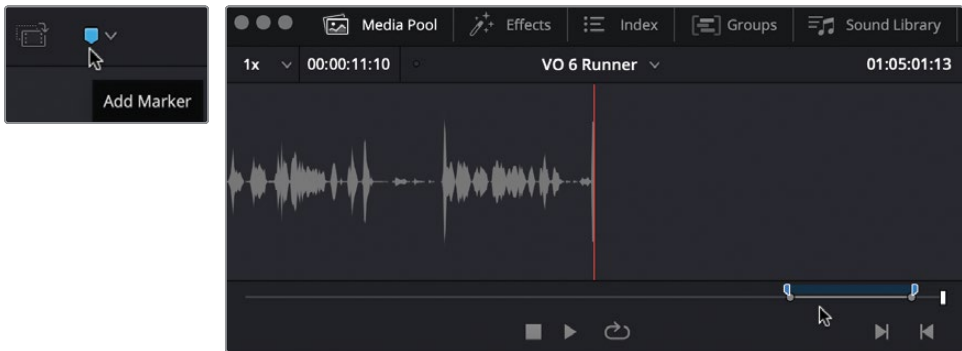 Add Marker
Media Pool Effects Index Groups Sound Library
1x 00:00:11:10 VO 6 Runner 01:05:01:13